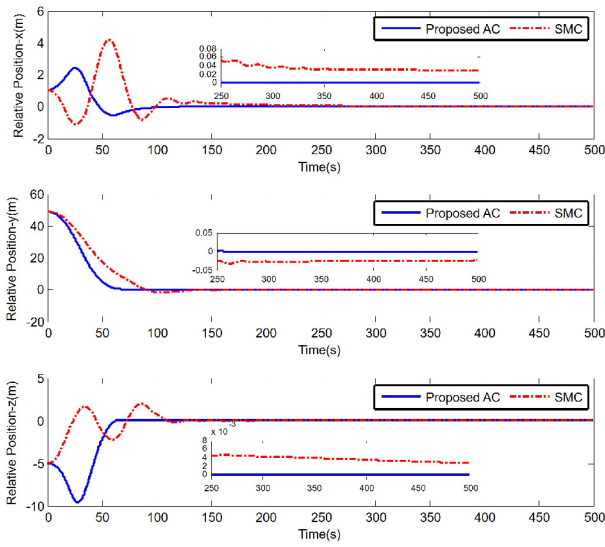 6
4
2
0
-2
Relative Position-x(m)
Proposed AC
SMC
0.08
0.06
0.04
0.02
0
250 300 350 400 450 500
0 50 100 150 200 250 300 350 400 450 500
Time(s)
60
40
20
0
-20
Relative Position-y(m)
Proposed AC
SMC
0.05
0
-0.05
250 300 350 400 450 500
0 50 100 150 200 250 300 350 400 450 500
Time(s)
5
0
-5
-10
Relative Position-z(m)
Proposed AC
SMC
x 10
-3
8
6
4
2
0
250 300 350 400 450 500
0 50 100 150 200 250 300 350 400 450 500
Time(s)